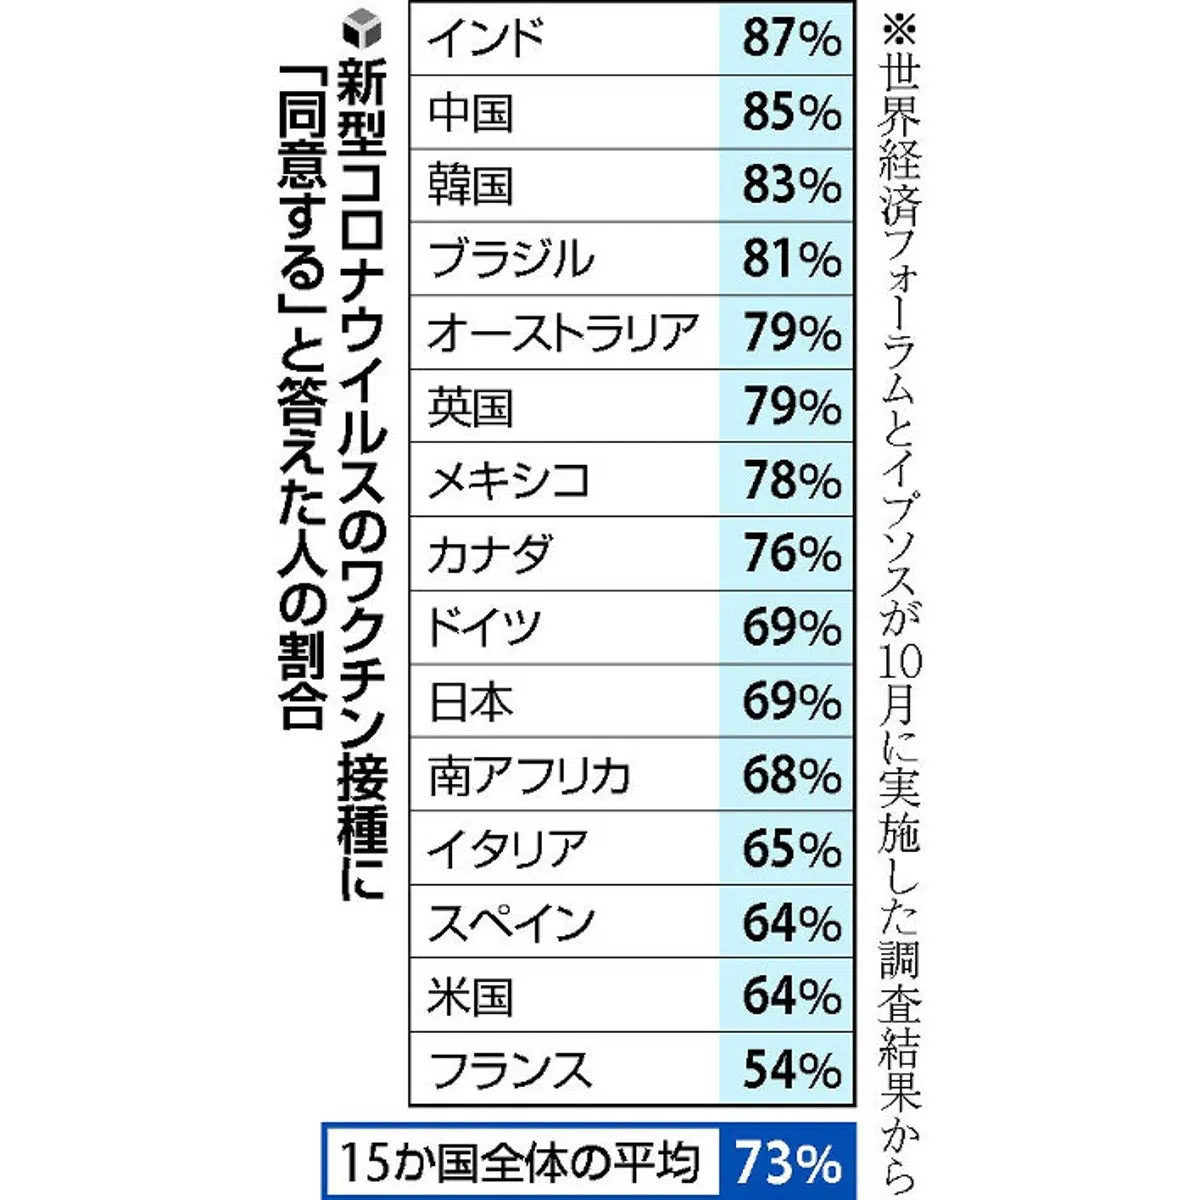 新型コロナウイルスのワクチン接種に
「同意する」と答えた人の割合
インド 87%
中国 85%
韓国 83%
ブラジル 81%
オーストラリア 79%
英国 79%
メキシコ 78%
カナダ 76%
ドイツ 69%
日本 69%
南アフリカ 68%
イタリア 65%
スペイン 64%
米国 64%
フランス 54%
15か国全体の平均 73%
※世界経済フォーラムとイプソスが10月に実施した調査結果から